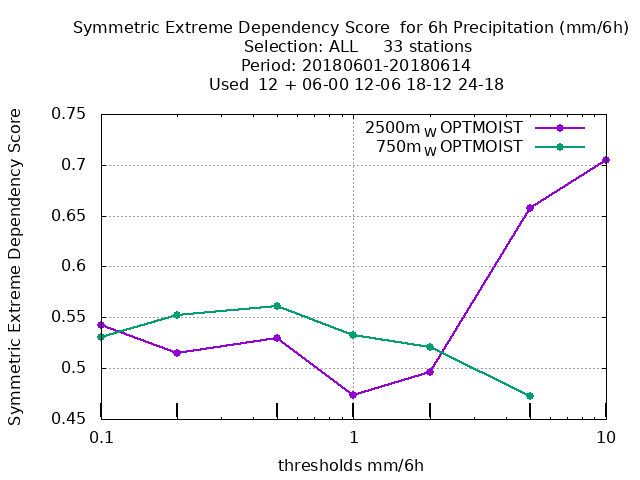 Symmetric Extreme Dependency Score  for 6h Precipitation (mm/6h)
Selection: ALL     33 stations
Period: 20180601-20180614
Used  12 + 06-00 12-06 18-12 24-18
Symmetric Extreme Dependency Score
0.75
0.7
0.65
0.6
0.55
0.5
0.45
2500m W OPTMOIST
750m W OPTMOIST
0.1 1 10
thresholds mm/6h